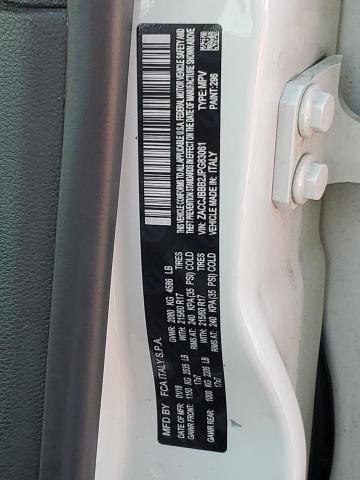 MFD BY: FCA ITALY S.P.A.
DATE OF MFR: 01/18 GVWR: 2080 KG 4586 LB
GAWR FRONT: 1150 KG 2535 LB WITH: 215/60 R17 TIRES
17x7 RIMS AT: 240 KPA(35 PSI) COLD
GAWR REAR: 1000 KG 2205 LB WITH: 215/60 R17 TIRES
17x7 RIMS AT: 240 KPA(35 PSI) COLD
THIS VEHICLE CONFORMS TO ALL APPLICABLE U.S.A. FEDERAL MOTOR VEHICLE SAFETY,
BUMPER AND THEFT PREVENTION STANDARDS IN EFFECT ON THE DATE OF MANUFACTURE SHOWN ABOVE.
VIN: ZACCJBBB2JPG83061 TYPE: MPV
VEHICLE MADE IN: ITALY PAINT: 296